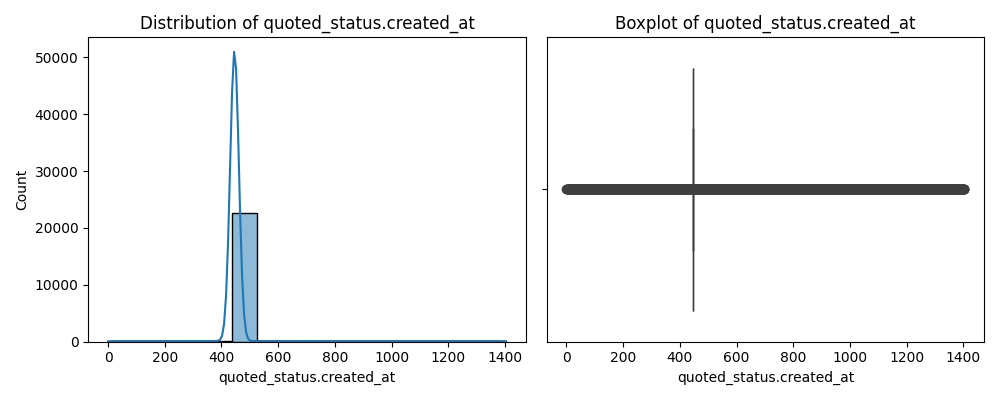 Distribution of quoted_status.created_at
Count
50000
40000
30000
20000
10000
0
0 200 400 600 800 1000 1200 1400
quoted_status.created_at
Boxplot of quoted_status.created_at
0 200 400 600 800 1000 1200 1400
quoted_status.created_at